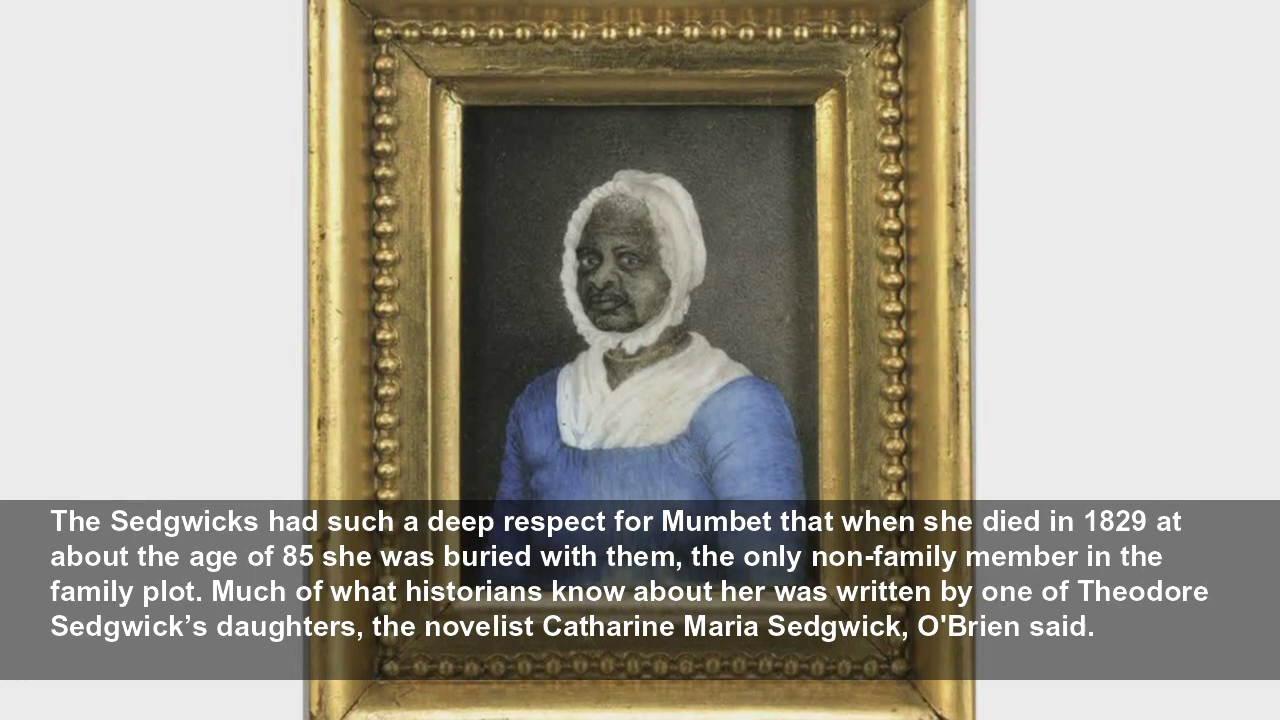 The Sedgwicks had such a deep respect for Mumbet that when she died in 1829 at
about the age of 85 she was buried with them, the only non-family member in the
family plot. Much of what historians know about her was written by one of Theodore
Sedgwick’s daughters, the novelist Catharine Maria Sedgwick, O'Brien said.